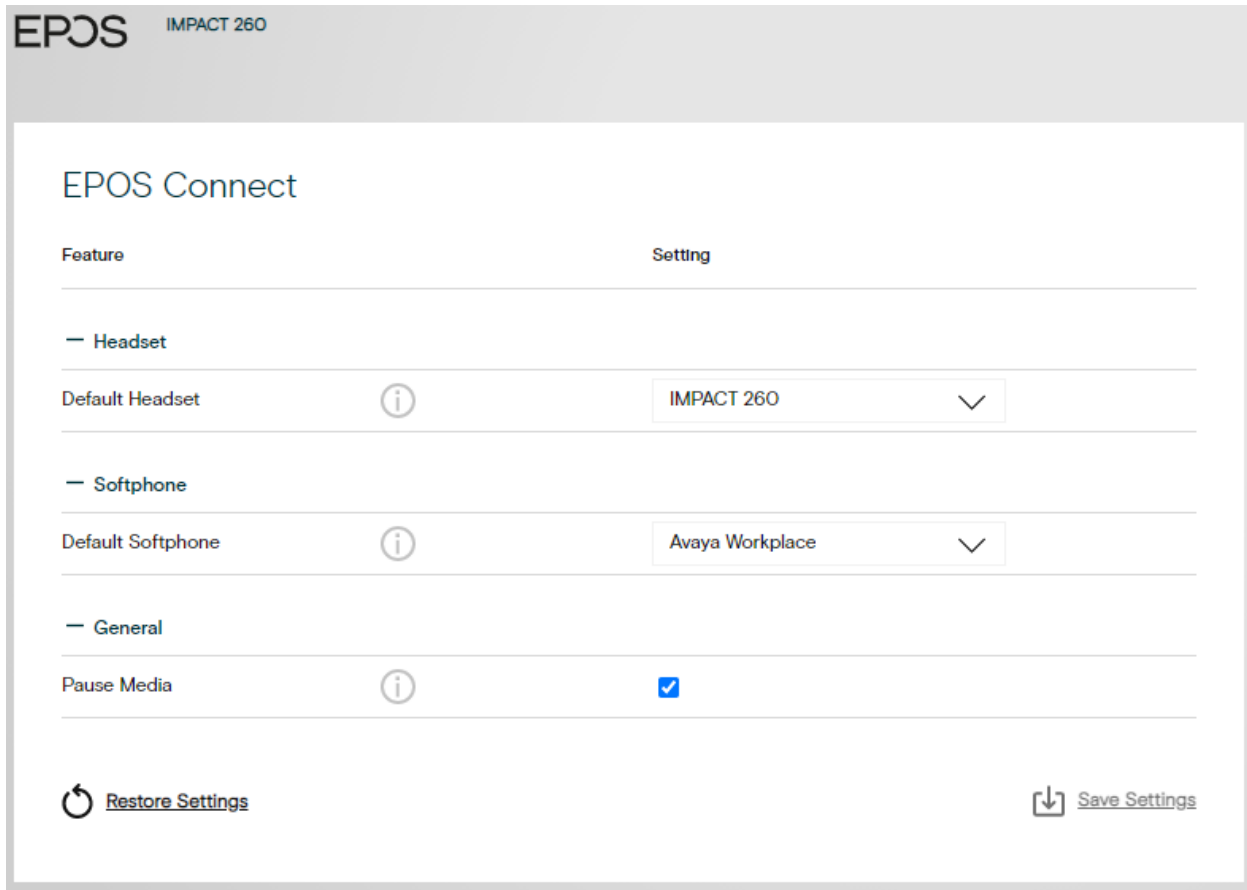 EPOS IMPACT 260
EPOS Connect
Feature Setting
Headset
Default Headset IMPACT 260
Softphone
Default Softphone Avaya Workplace
General
Pause Media
Restore Settings Save Settings